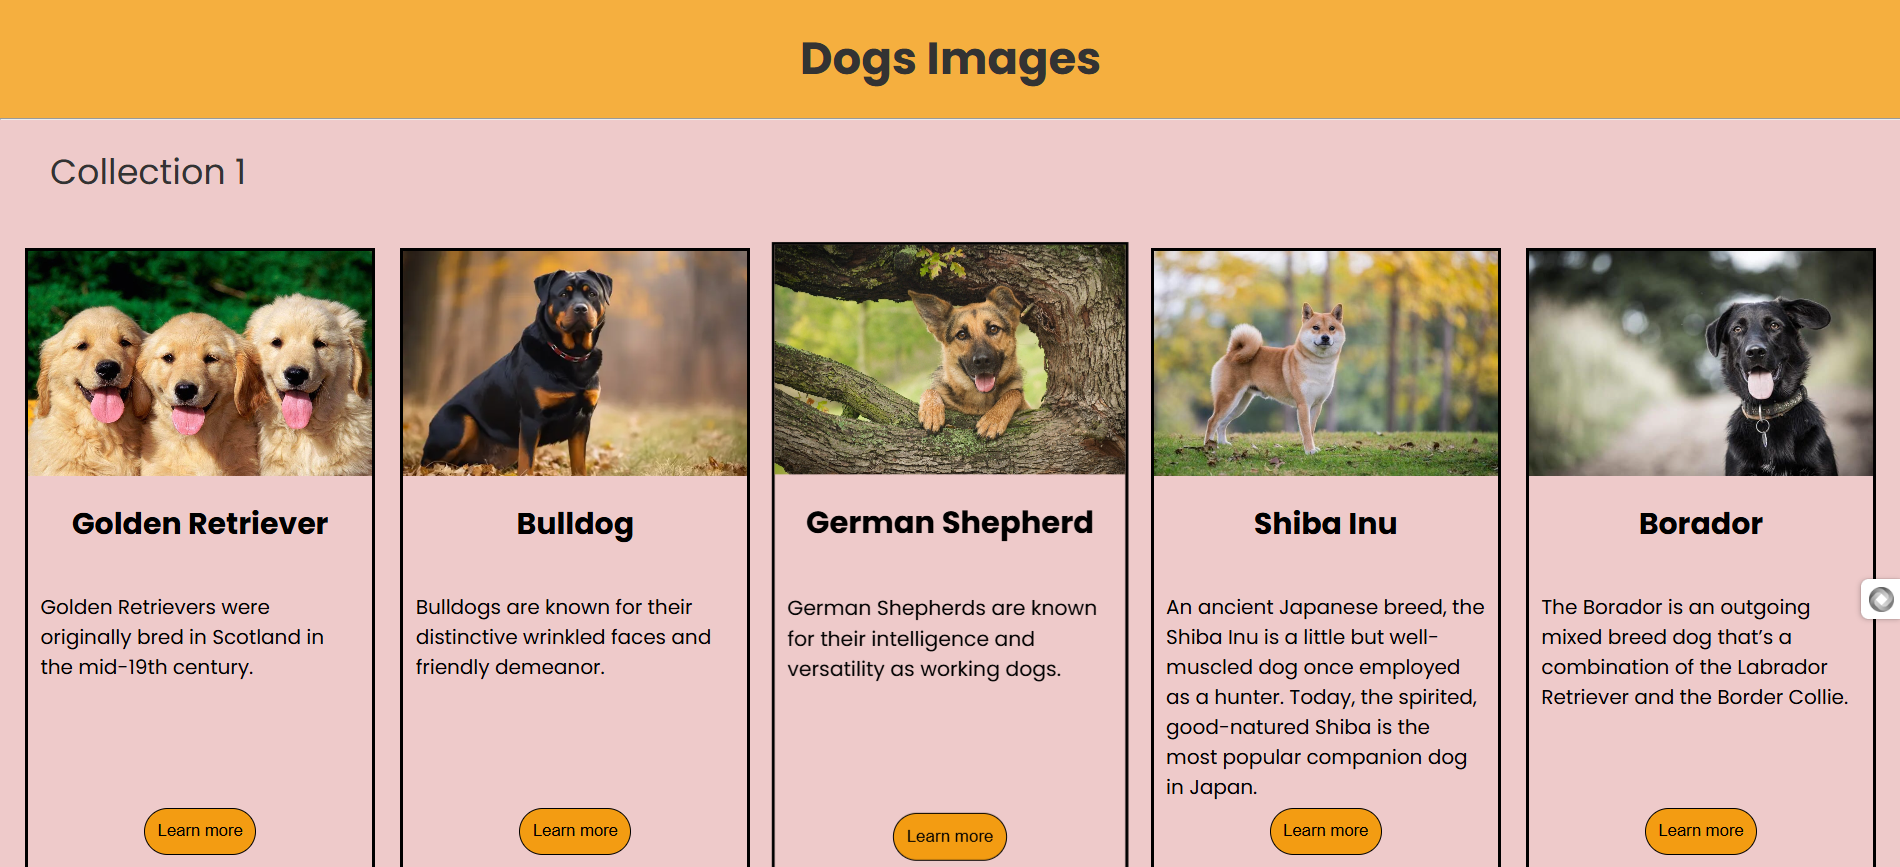 Dogs Images
Collection 1
Golden Retriever
Golden Retrievers were
originally bred in Scotland in
the mid-19th century.
Learn more
Bulldog
Bulldogs are known for their
distinctive wrinkled faces and
friendly demeanor.
Learn more
German Shepherd
German Shepherds are known
for their intelligence and
versatility as working dogs.
Learn more
Shiba Inu
An ancient Japanese breed, the
Shiba Inu is a little but well-
muscled dog once employed
as a hunter. Today, the spirited,
good-natured Shiba is the
most popular companion dog
in Japan.
Learn more
Borador
The Borador is an outgoing
mixed breed dog that’s a
combination of the Labrador
Retriever and the Border Collie.
Learn more